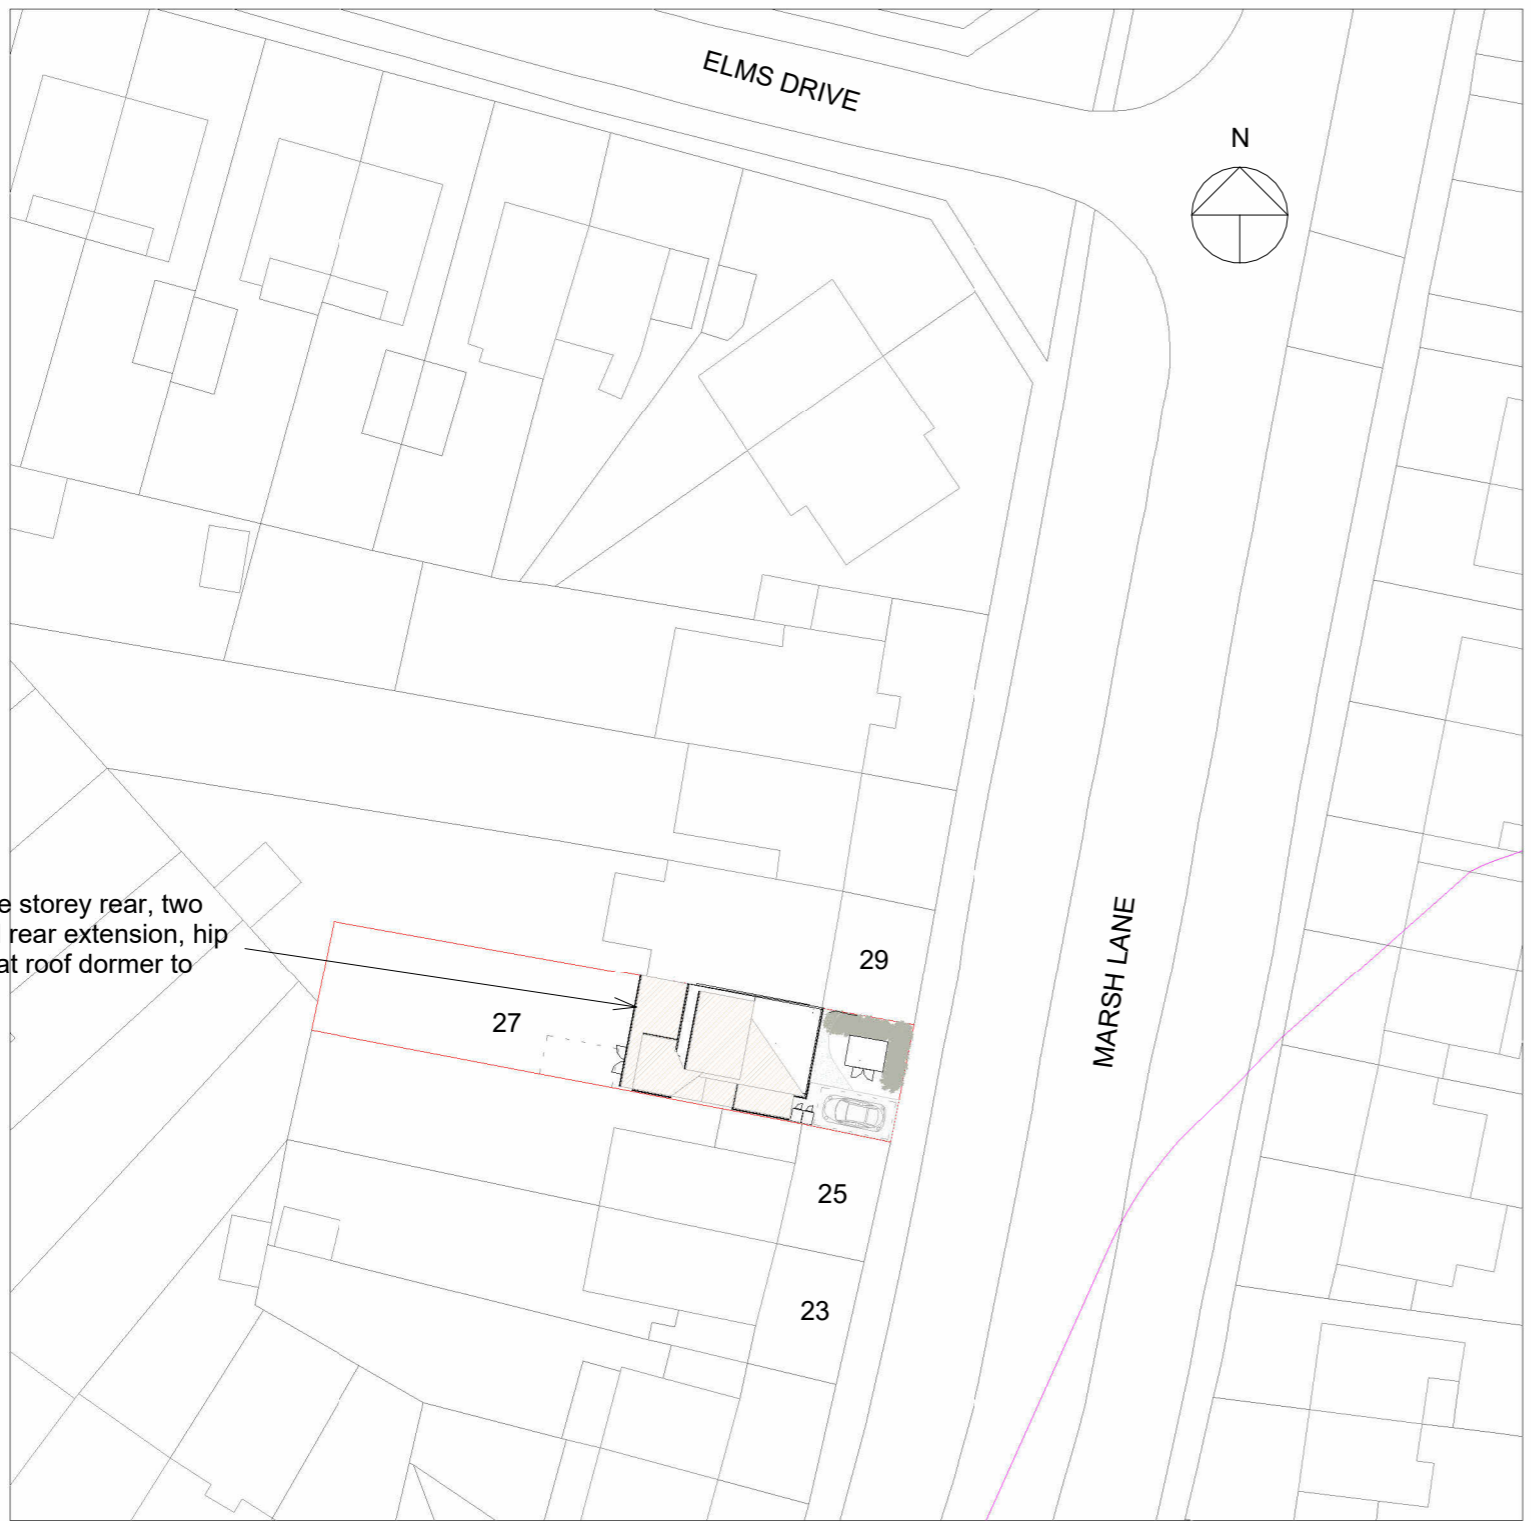 ELMS DRIVE
N
e storey rear, two
rear extension, hip
at roof dormer to
29
27
MARSH LANE
25
23